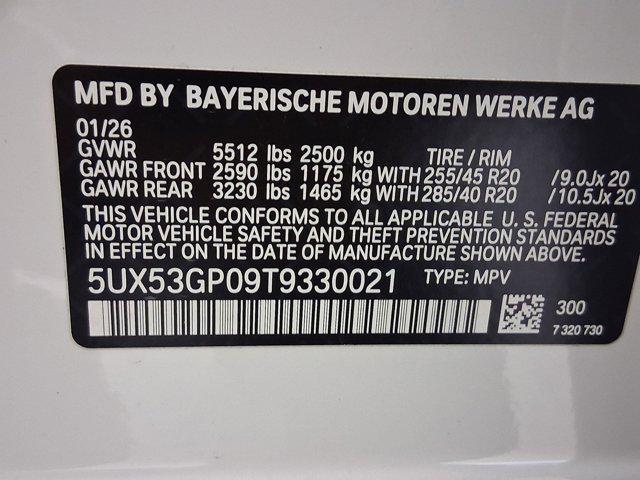 MFD BY BAYERISCHE MOTOREN WERKE AG
01/26
GVWR 5512 lbs 2500 kg TIRE / RIM
GAWR FRONT 2590 lbs 1175 kg WITH 255/45 R20 /9.0Jx 20
GAWR REAR 3230 lbs 1465 kg WITH 285/40 R20 /10.5Jx 20
THIS VEHICLE CONFORMS TO ALL APPLICABLE U. S. FEDERAL
MOTOR VEHICLE SAFETY AND THEFT PREVENTION STANDARDS
IN EFFECT ON THE DATE OF MANUFACTURE SHOWN ABOVE.
5UX53GP09T9330021 TYPE: MPV
300
7 320 730